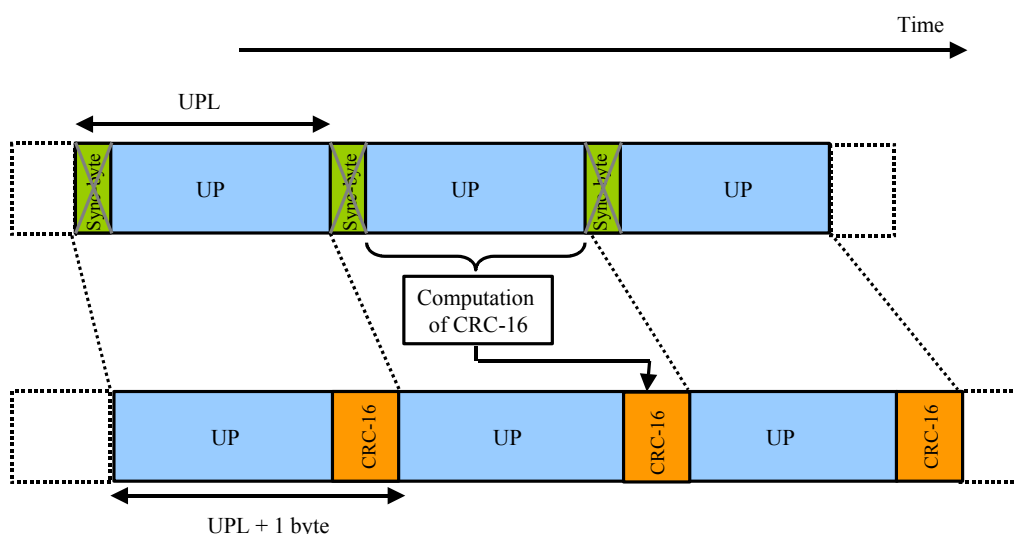 Time
UPL
Sync-byte
UP
Sync-byte
UP
Sync-byte
UP
Computation
of CRC-16
UP
CRC-16
UP
CRC-16
UP
CRC-16
UPL + 1 byte